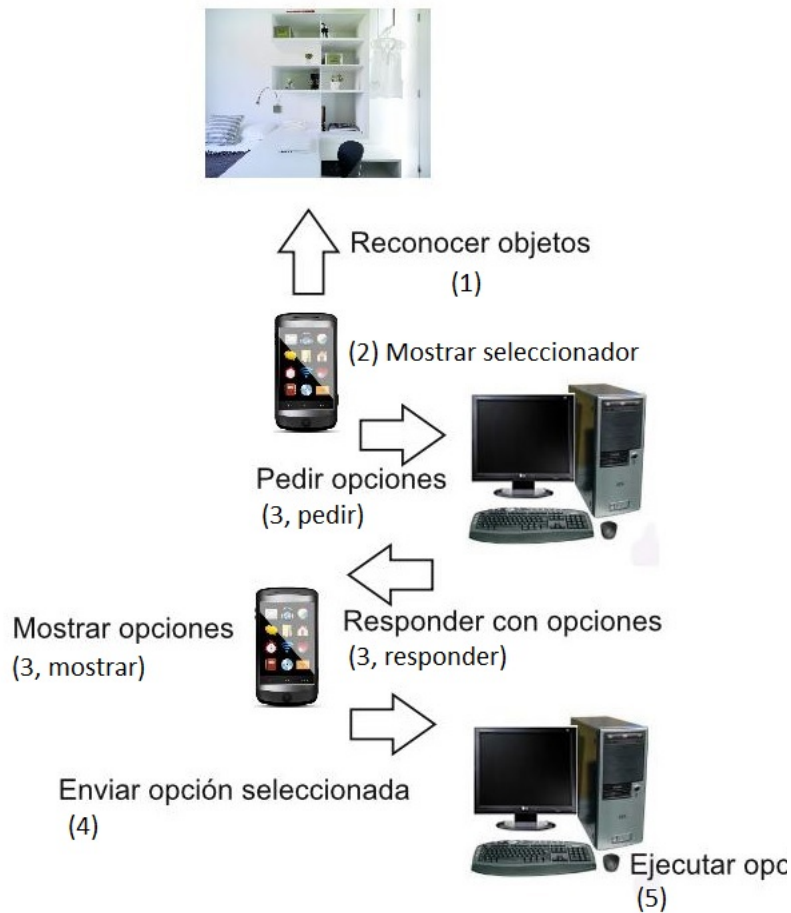 Reconocer objetos
(1)
(2) Mostrar seleccionador
Pedir opciones
(3, pedir)
Mostrar opciones
(3, mostrar)
Responder con opciones
(3, responder)
Enviar opción seleccionada
(4)
Ejecutar opc
(5)